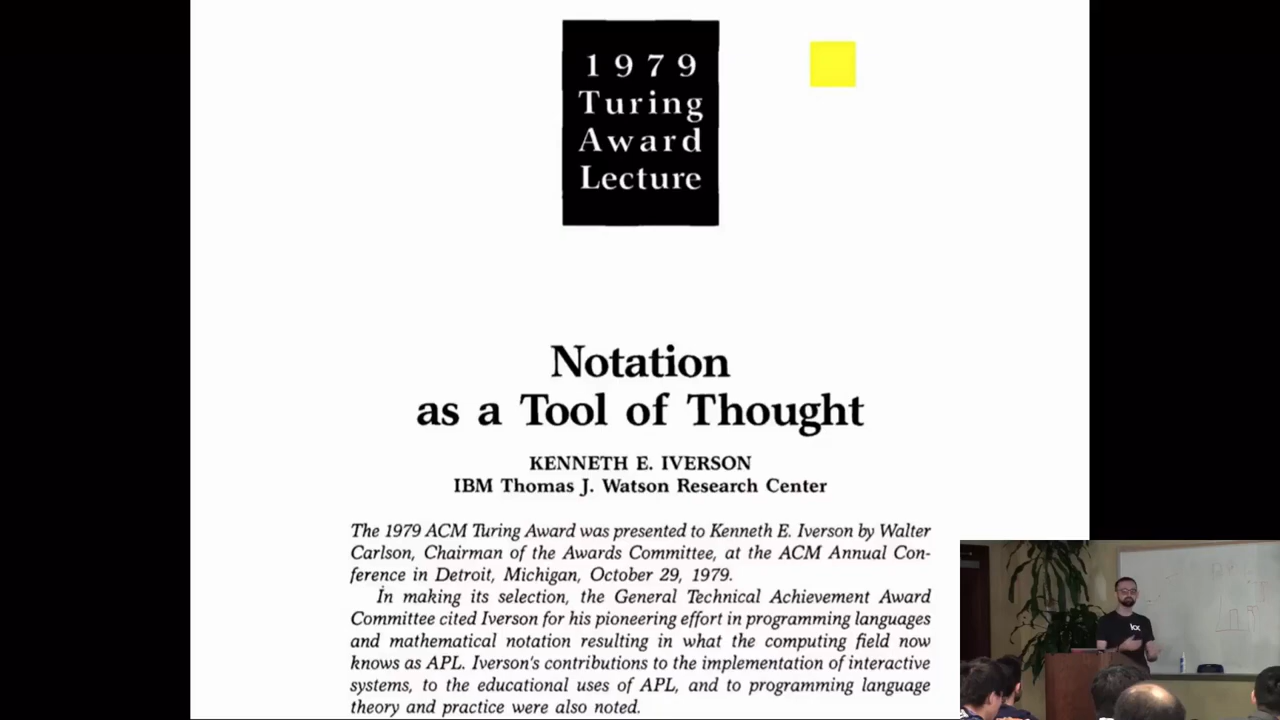 1979
Turing
Award
Lecture
Notation
as a Tool of Thought
KENNETH E. IVERSON
IBM Thomas J. Watson Research Center
The 1979 ACM Turing Award was presented to Kenneth E. Iverson by Walter
Carlson, Chairman of the Awards Committee, at the ACM Annual Con-
ference in Detroit, Michigan, October 29, 1979.
In making its selection, the General Technical Achievement Award
Committee cited Iverson for his pioneering effort in programming languages
and mathematical notation resulting in what the computing field now
knows as APL. Iverson's contributions to the implementation of interactive
systems, to the educational uses of APL, and to programming language
theory and practice were also noted.
kx